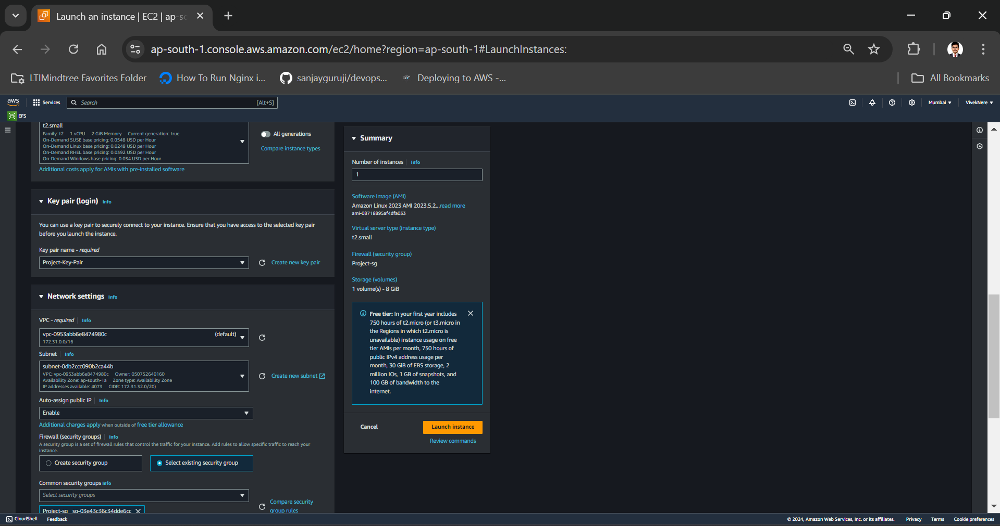 Launch an instance | EC2 | ap-so
ap-south-1.console.aws.amazon.com/ec2/home?region=ap-south-1#LaunchInstances:
LTIMindtree Favorites Folder
How To Run Nginx i...
sanjayguruji/devops...
Deploying to AWS -...
All Bookmarks
aws
Services
Search
[Alt+S]
Mumbai
VivekNere
EFS
t2.small
Family: t2 1 vCPU 2 GiB Memory Current generation: true
On-Demand SUSE base pricing: 0.0548 USD per Hour
On-Demand Linux base pricing: 0.0248 USD per Hour
On-Demand RHEL base pricing: 0.0392 USD per Hour
On-Demand Windows base pricing: 0.034 USD per Hour
All generations
Compare instance types
Additional costs apply for AMIs with pre-installed software
Key pair (login) Info
You can use a key pair to securely connect to your instance. Ensure that you have access to the selected key pair
before you launch the instance.
Key pair name - required
Project-Key-Pair
Create new key pair
Network settings Info
VPC - required Info
vpc-0953abb6e8474980c (default)
172.31.0.0/16
Subnet Info
subnet-0db2ccc090b2ca44b
VPC: vpc-0953abb6e8474980c Owner: 050752640160
Availability Zone: ap-south-1a Zone type: Availability Zone
IP addresses available: 4073 CIDR: 172.31.32.0/20)
Create new subnet
Auto-assign public IP Info
Enable
Additional charges apply when outside of free tier allowance
Firewall (security groups) Info
A security group is a set of firewall rules that control the traffic for your instance. Add rules to allow specific traffic to reach your
instance.
Create security group
Select existing security group
Common security groups Info
Select security groups
Project-sg sg-03e43c36c34dde6cc
Compare security
group rules
Summary
Number of instances Info
1
Software Image (AMI)
Amazon Linux 2023 AMI 2023.5.2...read more
ami-08718895af4dfa033
Virtual server type (instance type)
t2.small
Firewall (security group)
Project-sg
Storage (volumes)
1 volume(s) - 8 GiB
Free tier: In your first year includes
750 hours of t2.micro (or t3.micro in
the Regions in which t2.micro is
unavailable) instance usage on free
tier AMIs per month, 750 hours of
public IPv4 address usage per
month, 30 GiB of EBS storage, 2
million IOs, 1 GB of snapshots, and
100 GB of bandwidth to the
internet.
Cancel
Launch instance
Review commands
CloudShell
Feedback
© 2024, Amazon Web Services, Inc. or its affiliates.
Privacy
Terms
Cookie preferences